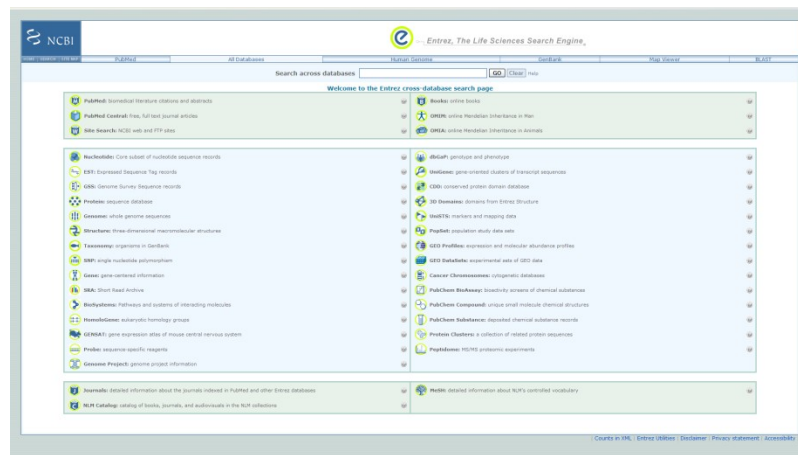 NCBI
Entrez, The Life Sciences Search Engine
HOME | SEARCH | SITE MAP PubMed All Databases Human Genome GenBank Map Viewer BLAST
Search across databases GO Clear Help
Welcome to the Entrez cross-database search page
PubMed: biomedical literature citations and abstracts
PubMed Central: free, full text journal articles
Site Search: NCBI web and FTP sites
Books: online books
OMIM: online Mendelian Inheritance in Man
OMIA: online Mendelian Inheritance in Animals
Nucleotide: Core subset of nucleotide sequence records
EST: Expressed Sequence Tag records
GSS: Genome Survey Sequence records
Protein: sequence database
Genome: whole genome sequences
Structure: three-dimensional macromolecular structures
Taxonomy: organisms in GenBank
SNP: single nucleotide polymorphism
Gene: gene-centered information
SRA: Short Read Archive
BioSystems: Pathways and systems of interacting molecules
HomoloGene: eukaryotic homology groups
GENSAT: gene expression atlas of mouse central nervous system
Probe: sequence-specific reagents
Genome Project: genome project information
dbGaP: genotype and phenotype
UniGene: gene-oriented clusters of transcript sequences
CDD: conserved protein domain database
3D Domains: domains from Entrez Structure
UniSTS: markers and mapping data
PopSet: population study data sets
GEO Profiles: expression and molecular abundance profiles
GEO DataSets: experimental sets of GEO data
Cancer Chromosomes: cytogenetic databases
PubChem BioAssay: bioactivity screens of chemical substances
PubChem Compound: unique small molecule chemical structures
PubChem Substance: deposited chemical substance records
Protein Clusters: a collection of related protein sequences
Peptidome: MS/MS proteomic experiments
Journals: detailed information about the journals indexed in PubMed and other Entrez databases
NLM Catalog: catalog of books, journals, and audiovisuals in the NLM collections
MeSH: detailed information about NLM's controlled vocabulary
Counts in XML | Entrez Utilities | Disclaimer | Privacy statement | Accessibility